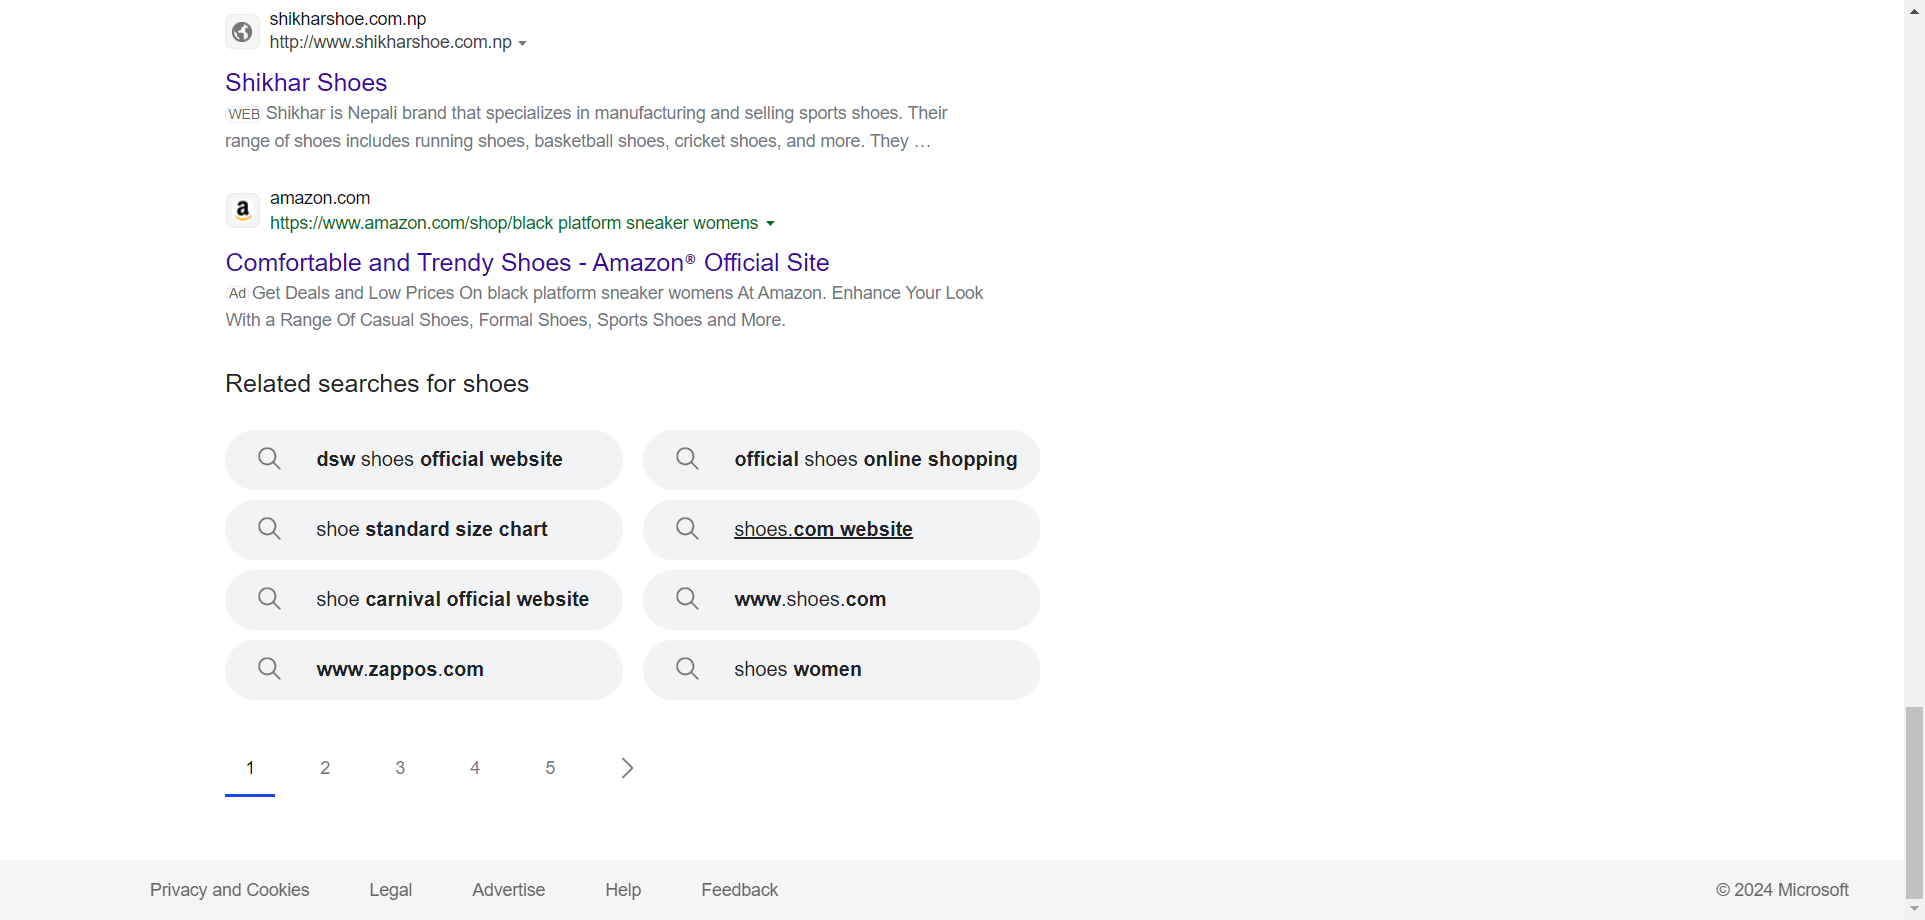 shikharshoe.com.np
http://www.shikharshoe.com.np
Shikhar Shoes
WEB Shikhar is Nepali brand that specializes in manufacturing and selling sports shoes. Their
range of shoes includes running shoes, basketball shoes, cricket shoes, and more. They …
a
amazon.com
https://www.amazon.com/shop/black platform sneaker womens
Comfortable and Trendy Shoes - Amazon® Official Site
Ad Get Deals and Low Prices On black platform sneaker womens At Amazon. Enhance Your Look
With a Range Of Casual Shoes, Formal Shoes, Sports Shoes and More.
Related searches for shoes
dsw shoes official website
official shoes online shopping
shoe standard size chart
shoes.com website
shoe carnival official website
www.shoes.com
www.zappos.com
shoes women
1 2 3 4 5
Privacy and Cookies Legal Advertise Help Feedback © 2024 Microsoft